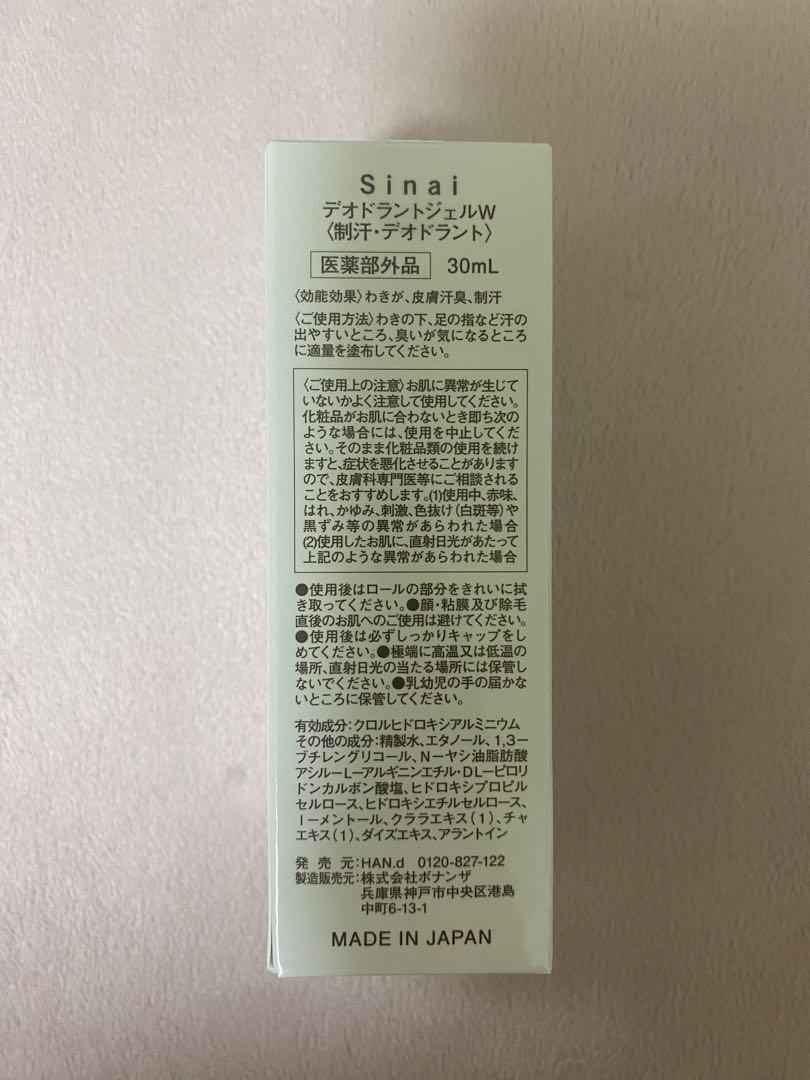 Sinai
デオドラントジェルW
〈制汗・デオドラント〉
医薬部外品 30mL
〈効能効果〉わきが、皮膚汗臭、制汗
〈ご使用方法〉わきの下、足の指など汗の
出やすいところ、臭いが気になるところ
に適量を塗布してください。
〈ご使用上の注意〉お肌に異常が生じて
いないかよく注意して使用してください。
化粧品がお肌に合わないとき即ち次の
ような場合には、使用を中止してくだ
さい。そのまま化粧品類の使用を続け
ますと、症状を悪化させることがあります
ので、皮膚科専門医等にご相談される
ことをおすすめします。(1)使用中、赤味、
はれ、かゆみ、刺激、色抜け(白斑等)や
黒ずみ等の異常があらわれた場合
(2)使用したお肌に、直射日光があたって
上記のような異常があらわれた場合
●使用後はロールの部分をきれいに拭
き取ってください。●顔・粘膜及び除毛
直後のお肌へのご使用は避けてください。
●使用後は必ずしっかりキャップをし
めてください。●極端に高温又は低温の
場所、直射日光の当たる場所には保管し
ないでください。●乳幼児の手の届かな
いところに保管してください。
有効成分:クロルヒドロキシアルミニウム
その他の成分:精製水、エタノール、1,3ー
ブチレングリコール、Nーヤシ油脂肪酸
アシルーLーアルギニンエチル・DLーピロリ
ドンカルボン酸塩、ヒドロキシプロピル
セルロース、ヒドロキシエチルセルロース、
lーメントール、クララエキス(1)、チャ
エキス(1)、ダイズエキス、アラントイン
発売元:HAN.d 0120-827-122
製造販売元:株式会社ボナンザ
兵庫県神戸市中央区港島
中町6-13-1
MADE IN JAPAN